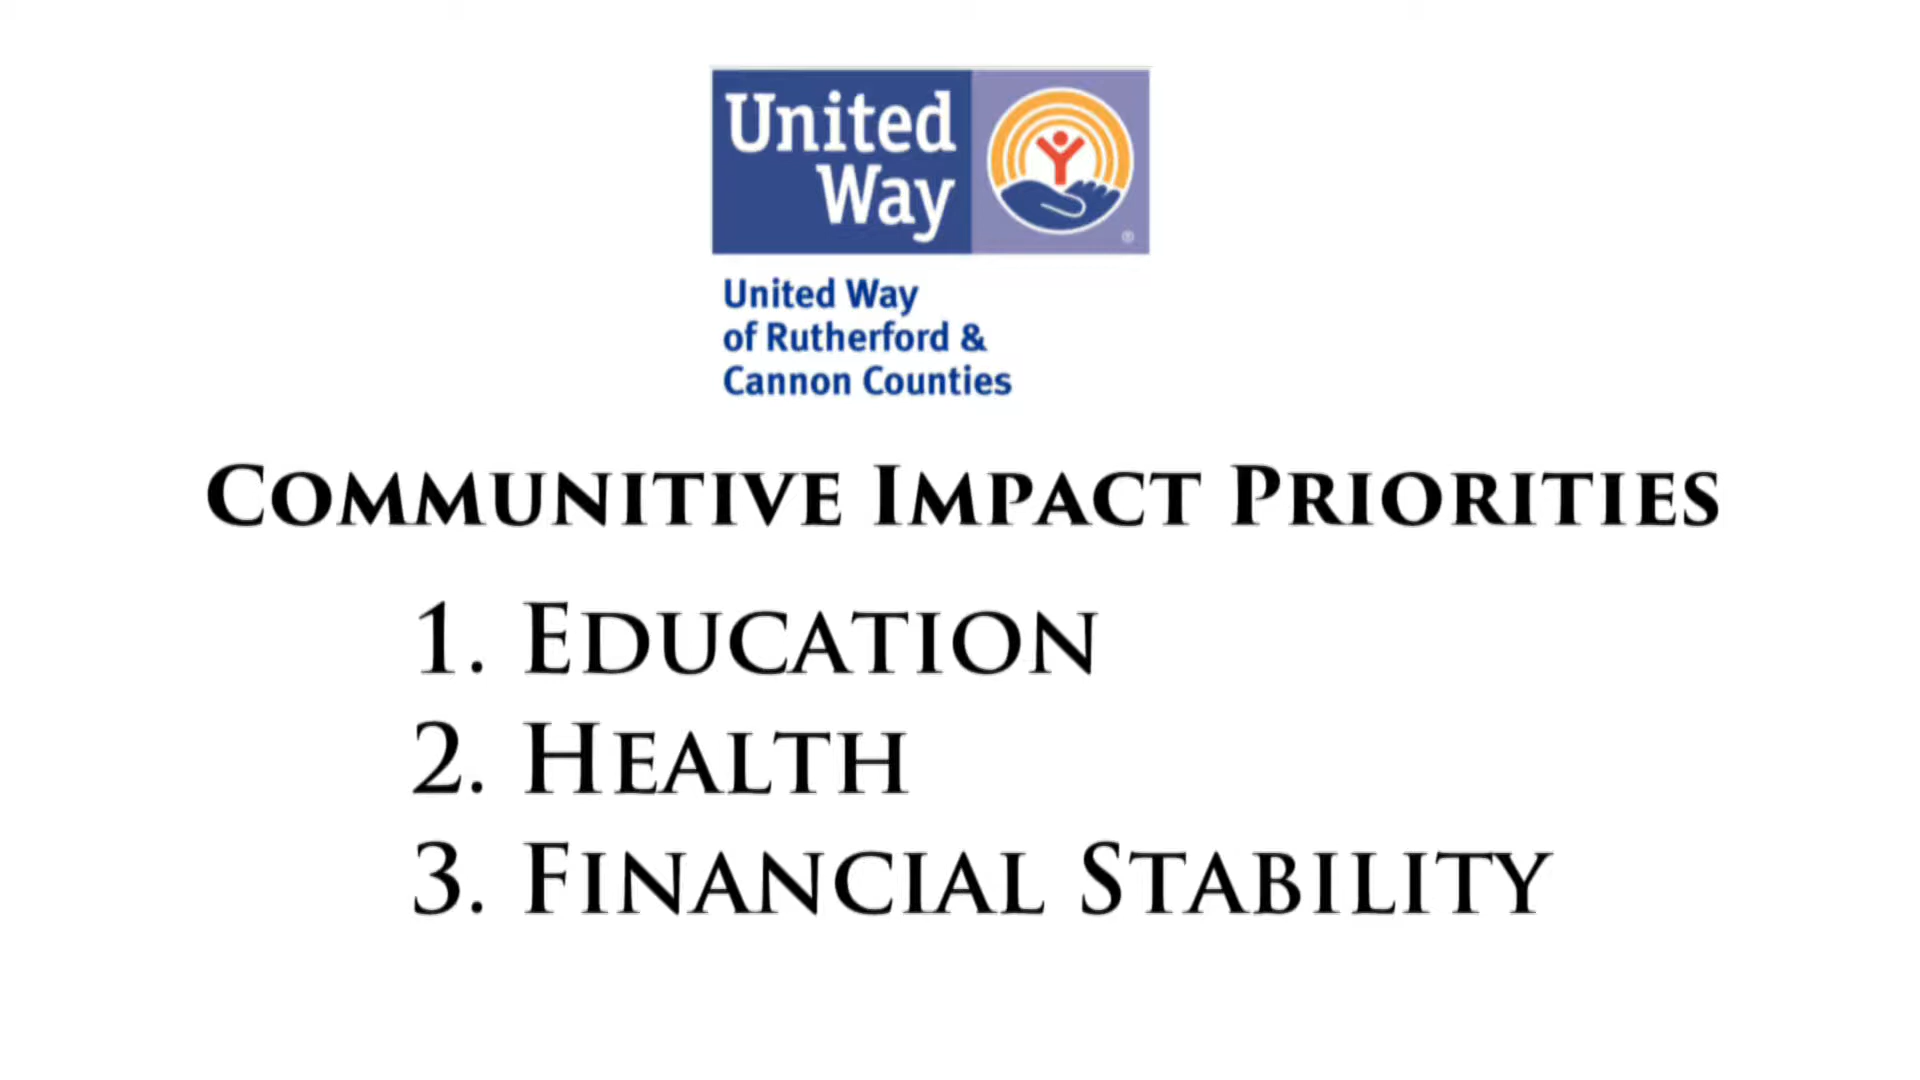 United
Way
®
United Way
of Rutherford &
Cannon Counties
COMMUNITIVE IMPACT PRIORITIES
1. EDUCATION
2. HEALTH
3. FINANCIAL STABILITY